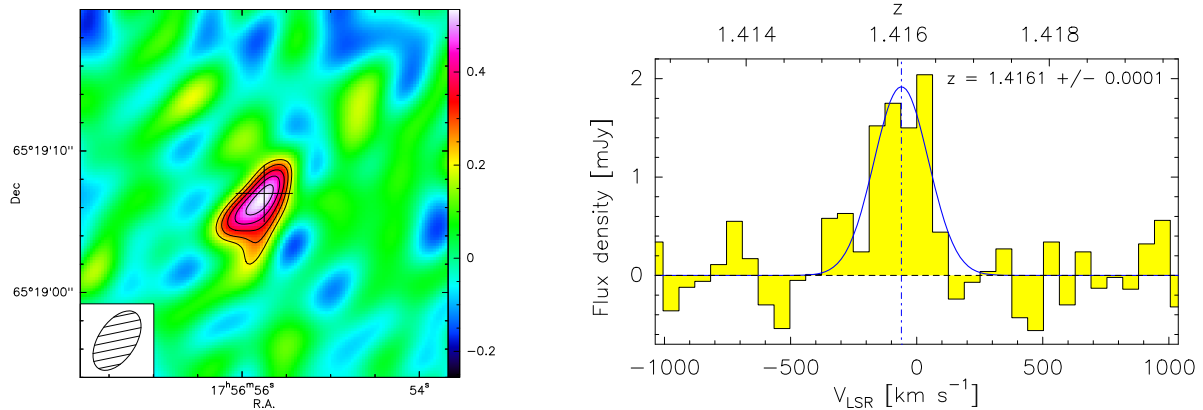 0.4
0.2
0
−0.2
65°19'10"
65°19'00"
Dec
17ʰ56ᵐ56ˢ
54ˢ
R.A.
z
1.414
1.416
1.418
z = 1.4161 +/− 0.0001
2
1
0
Flux density [mJy]
−1000
−500
0
500
1000
V_LSR [km s⁻¹]